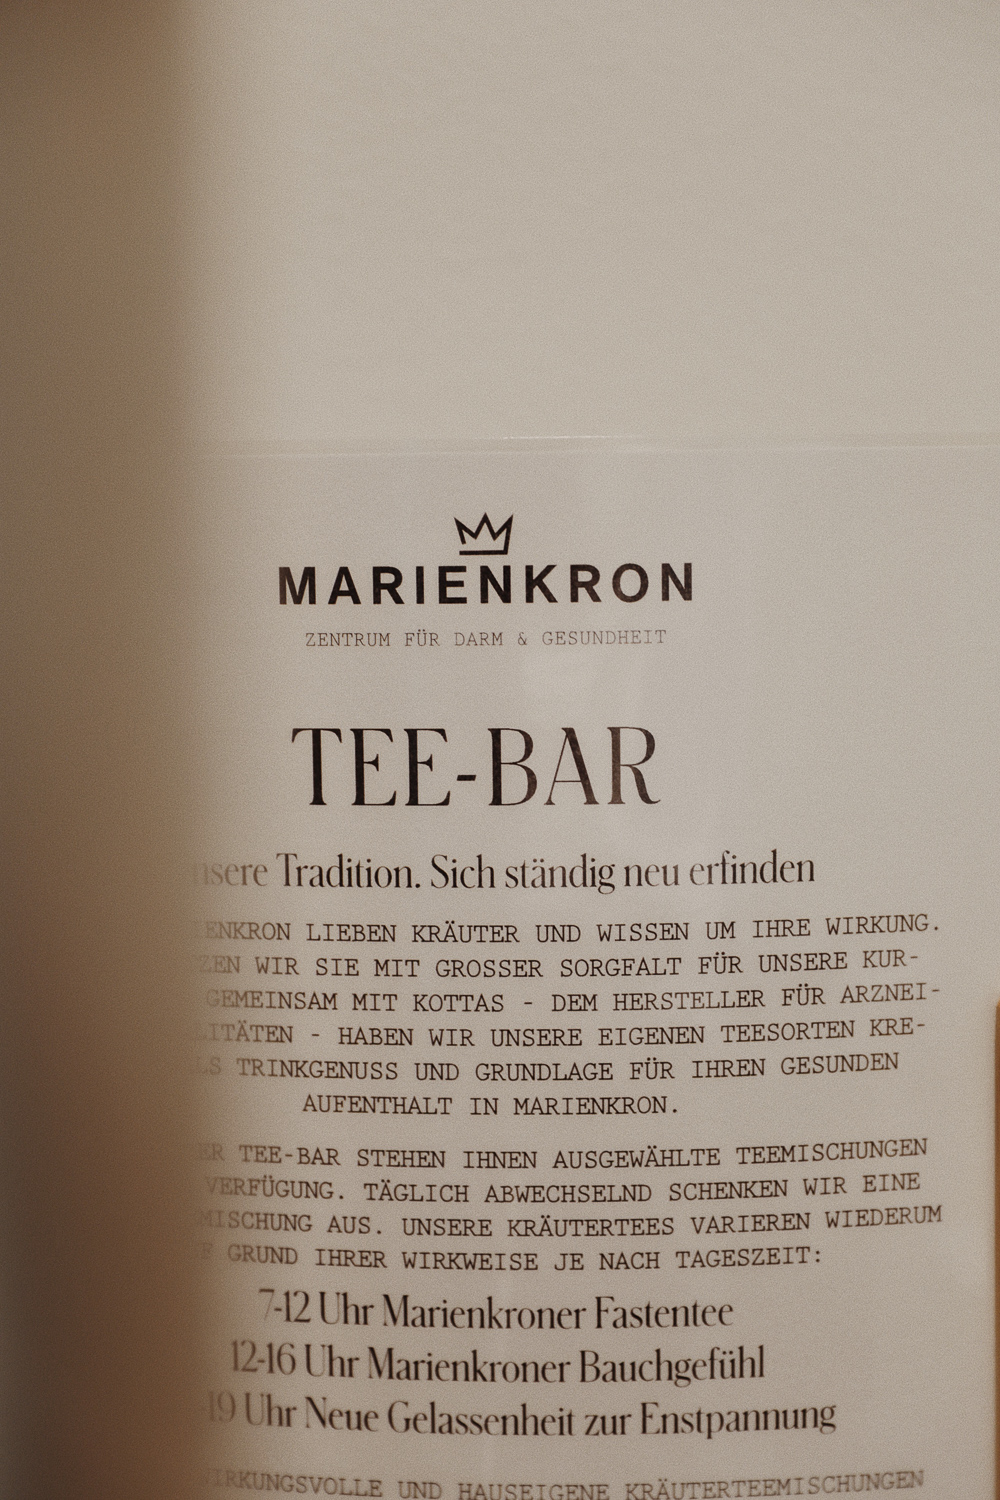 MARIENKRON
ZENTRUM FÜR DARM & GESUNDHEIT
TEE-BAR
Tradition. Sich ständig neu erfinden
LIEBEN KRÄUTER UND WISSEN UM IHRE WIRKUNG.
WIR SIE MIT GROSSER SORGFALT FÜR UNSERE KUR-
GEMEINSAM MIT KOTTAS - DEM HERSTELLER FÜR ARZNEI-
- HABEN WIR UNSERE EIGENEN TEESORTEN KRE-
TRINKGENUSS UND GRUNDLAGE FÜR IHREN GESUNDEN
AUFENTHALT IN MARIENKRON.
TEE-BAR STEHEN IHNEN AUSGEWÄHLTE TEEMISCHUNGEN
VERFÜGUNG. TÄGLICH ABWECHSELND SCHENKEN WIR EINE
AUS. UNSERE KRÄUTERTEES VARIEREN WIEDERUM
GRUND IHRER WIRKWEISE JE NACH TAGESZEIT:
7-12 Uhr Marienkroner Fastentee
12-16 Uhr Marienkroner Bauchgefühl
19 Uhr Neue Gelassenheit zur Enstpannung
WIRKUNGSVOLLE UND HAUSEIGENE KRÄUTERTEEMISCHUNGEN